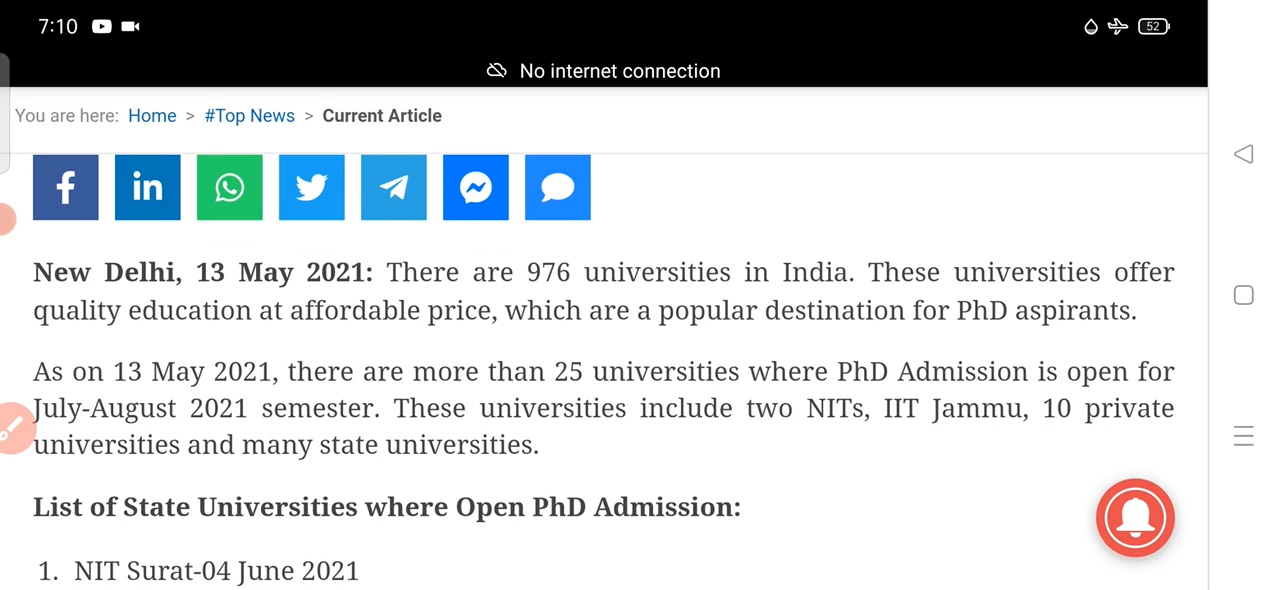 7:10
52
No internet connection
You are here: Home > #Top News > Current Article
New Delhi, 13 May 2021: There are 976 universities in India. These universities offer
quality education at affordable price, which are a popular destination for PhD aspirants.
As on 13 May 2021, there are more than 25 universities where PhD Admission is open for
July-August 2021 semester. These universities include two NITs, IIT Jammu, 10 private
universities and many state universities.
List of State Universities where Open PhD Admission:
1. NIT Surat-04 June 2021